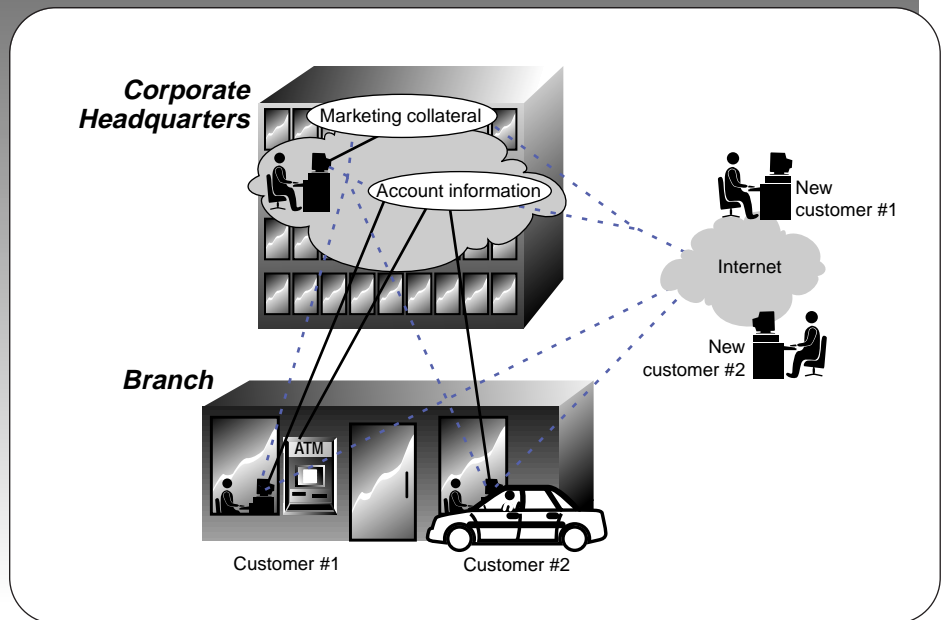 Corporate
Headquarters
Marketing collateral
Account information
New
customer #1
Internet
New
customer #2
Branch
ATM
Customer #1
Customer #2